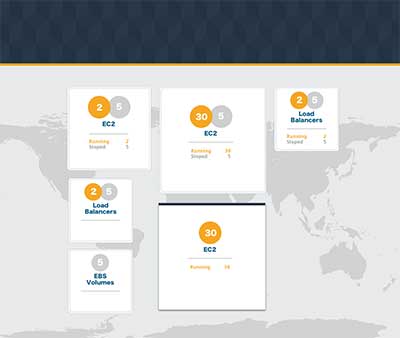 2 5
EC2
Running 2
Stoped 5
30 5
EC2
Running 30
Stoped 5
2 5
Load
Balancers
Running 2
Stoped 5
2 5
Load
Balancers
5
EBS
Volumes
30
EC2
Running 30